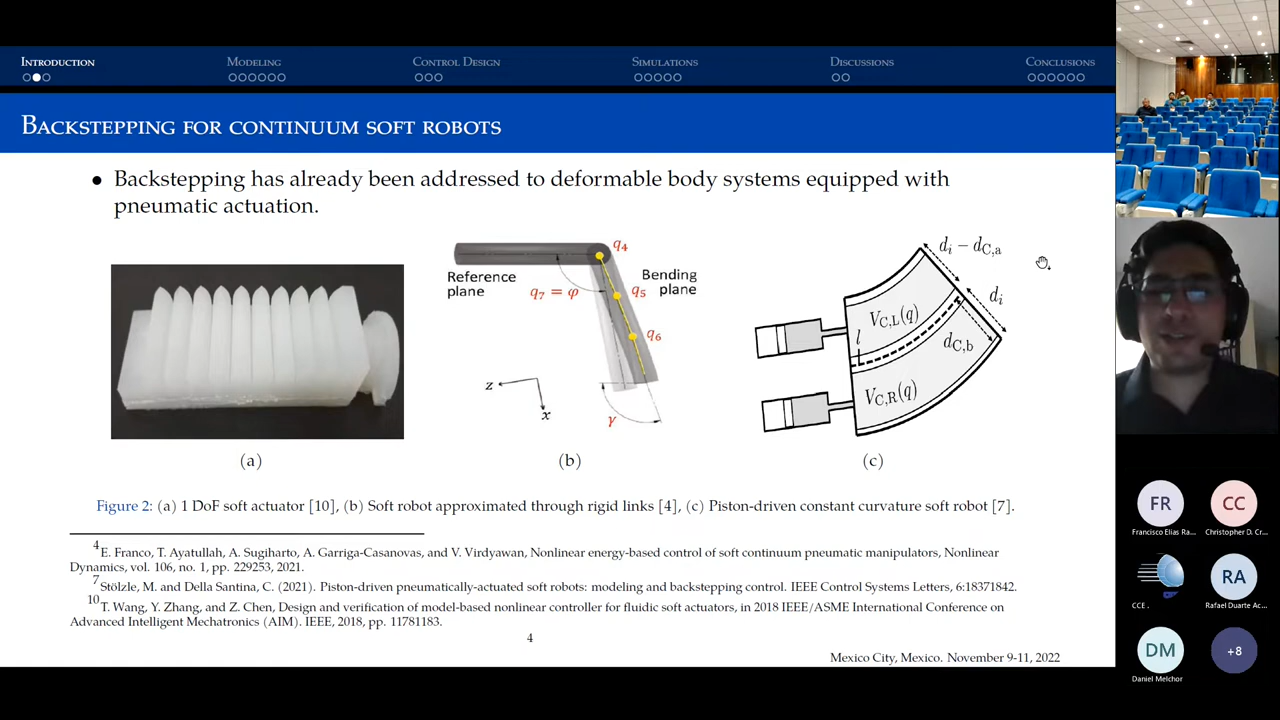 INTRODUCTION
MODELING
CONTROL DESIGN
SIMULATIONS
DISCUSSIONS
CONCLUSIONS
BACKSTEPPING FOR CONTINUUM SOFT ROBOTS
• Backstepping has already been addressed to deformable body systems equipped with
pneumatic actuation.
Reference
plane
q4
Bending
plane
q7 = φ
q5
q6
z
x
γ
di − dC,a
di
VC,L(q)
l
dC,b
VC,R(q)
(a)
(b)
(c)
Figure 2: (a) 1 DoF soft actuator [10], (b) Soft robot approximated through rigid links [4], (c) Piston-driven constant curvature soft robot [7].
4E. Franco, T. Ayatullah, A. Sugiharto, A. Garriga-Casanovas, and V. Virdyawan, Nonlinear energy-based control of soft continuum pneumatic manipulators, Nonlinear
Dynamics, vol. 106, no. 1, pp. 229253, 2021.
7Stölzle, M. and Della Santina, C. (2021). Piston-driven pneumatically-actuated soft robots: modeling and backstepping control. IEEE Control Systems Letters, 6:18371842.
10T. Wang, Y. Zhang, and Z. Chen, Design and verification of model-based nonlinear controller for fluidic soft actuators, in 2018 IEEE/ASME International Conference on
Advanced Intelligent Mechatronics (AIM). IEEE, 2018, pp. 11781183.
4
Mexico City, Mexico. November 9-11, 2022
FR
Francisco Elias Ra...
CC
Christopher D. Cr...
CCE .
RA
Rafael Duarte Ac...
DM
Daniel Melchor
+8